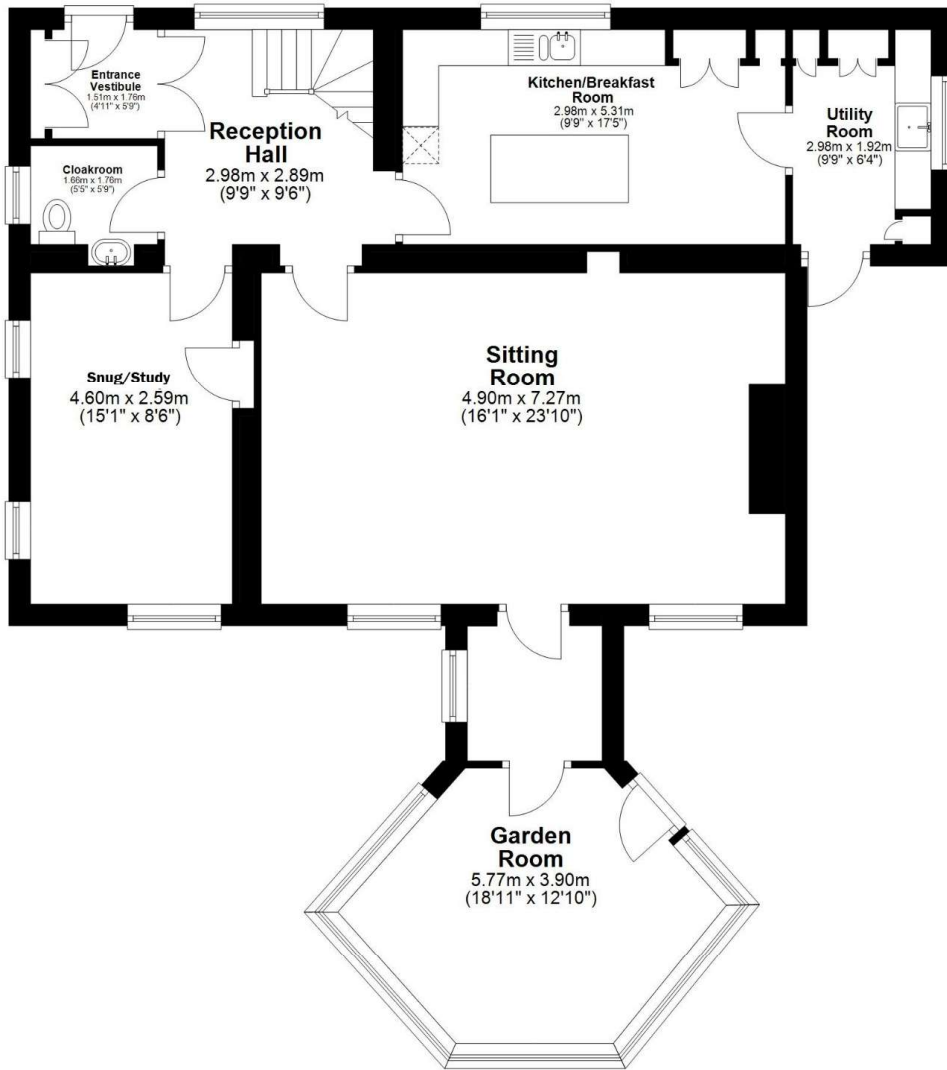 Entrance
Vestibule
1.51m x 1.76m
(4'11" x 5'9")
Reception
Hall
2.98m x 2.89m
(9'9" x 9'6")
Cloakroom
1.66m x 1.76m
(5'5" x 5'9")
Kitchen/Breakfast
Room
2.98m x 5.31m
(9'9" x 17'5")
Utility
Room
2.98m x 1.92m
(9'9" x 6'4")
Snug/Study
4.60m x 2.59m
(15'1" x 8'6")
Sitting
Room
4.90m x 7.27m
(16'1" x 23'10")
Garden
Room
5.77m x 3.90m
(18'11" x 12'10")